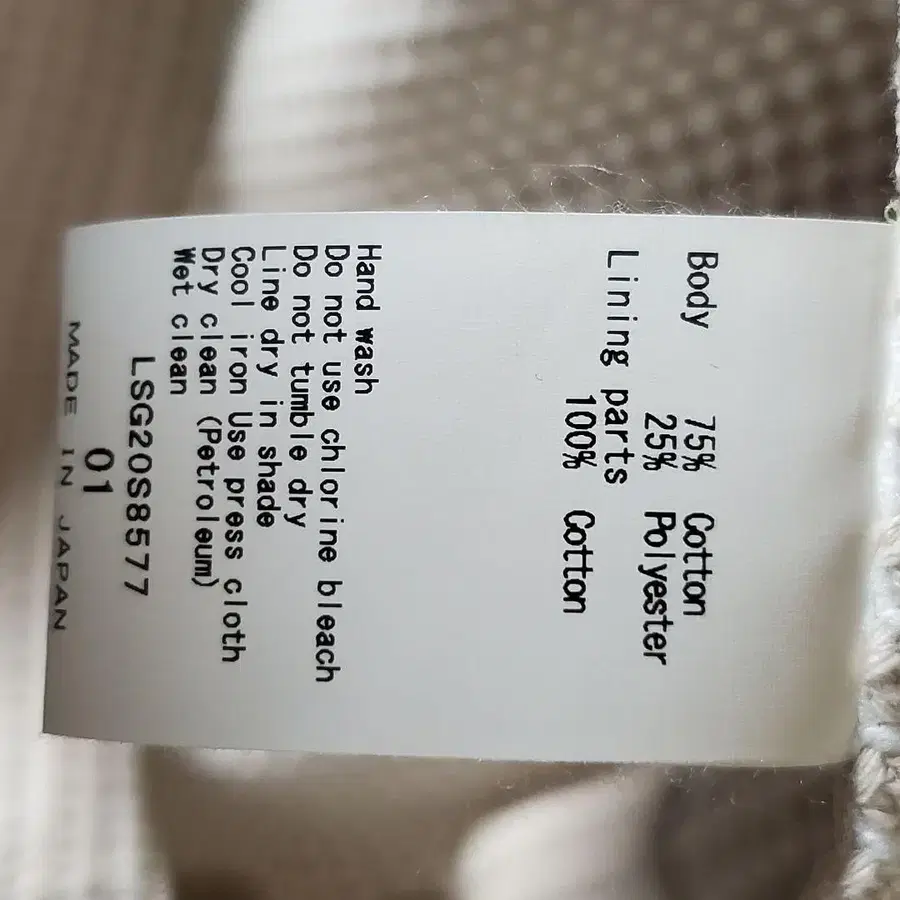 Body 75% Cotton
25% Polyester
Lining parts
100% Cotton
Hand wash
Do not use chlorine bleach
Do not tumble dry
Line dry in shade
Cool iron Use press cloth
Dry clean (Petroleum)
Wet clean
LSG20S8577
01
MADE IN JAPAN